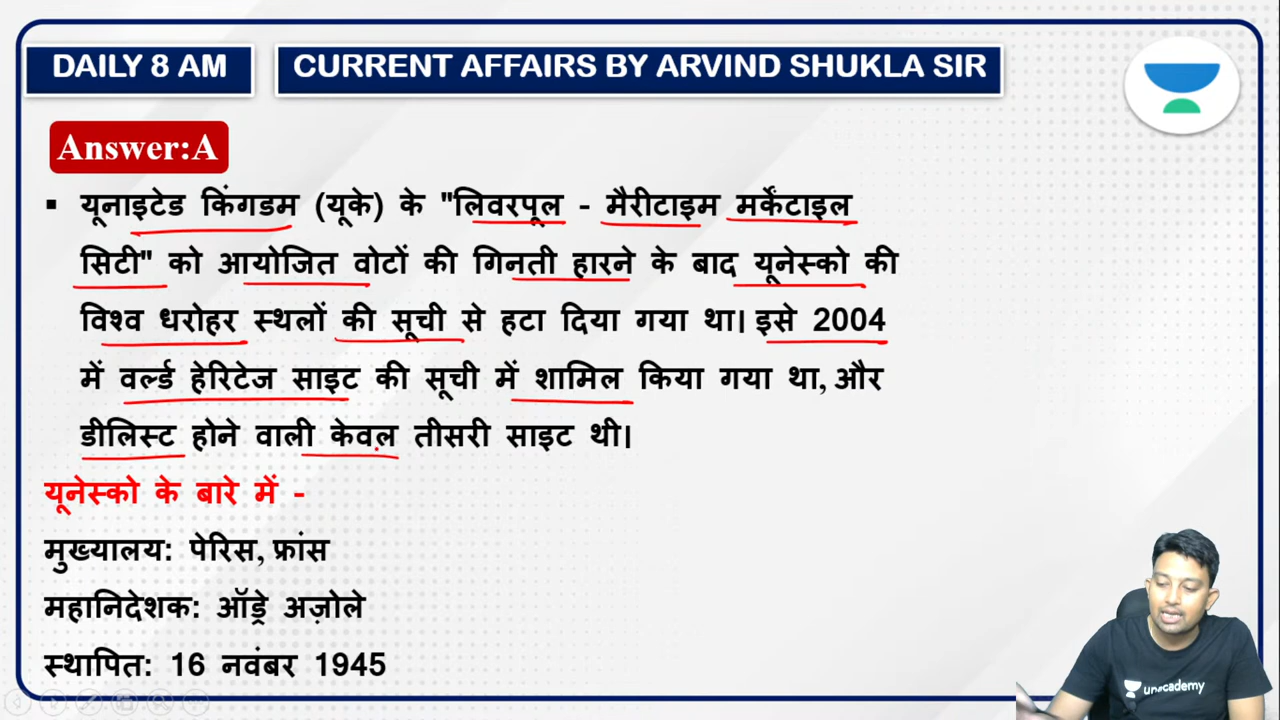 DAILY 8 AM
CURRENT AFFAIRS BY ARVIND SHUKLA SIR
Answer:A
▪ यूनाइटेड किंगडम (यूके) के "लिवरपूल - मैरीटाइम मर्केंटाइल
सिटी" को आयोजित वोटों की गिनती हारने के बाद यूनेस्को की
विश्व धरोहर स्थलों की सूची से हटा दिया गया था। इसे 2004
में वर्ल्ड हेरिटेज साइट की सूची में शामिल किया गया था, और
डीलिस्ट होने वाली केवल तीसरी साइट थी।
यूनेस्को के बारे में -
मुख्यालय: पेरिस, फ्रांस
महानिदेशक: ऑड्रे अज़ोले
स्थापित: 16 नवंबर 1945
unacademy